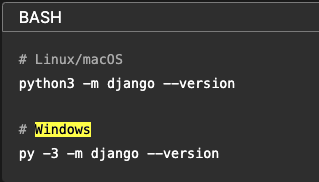 BASH
# Linux/macOS
python3 -m django --version
# Windows
py -3 -m django --version